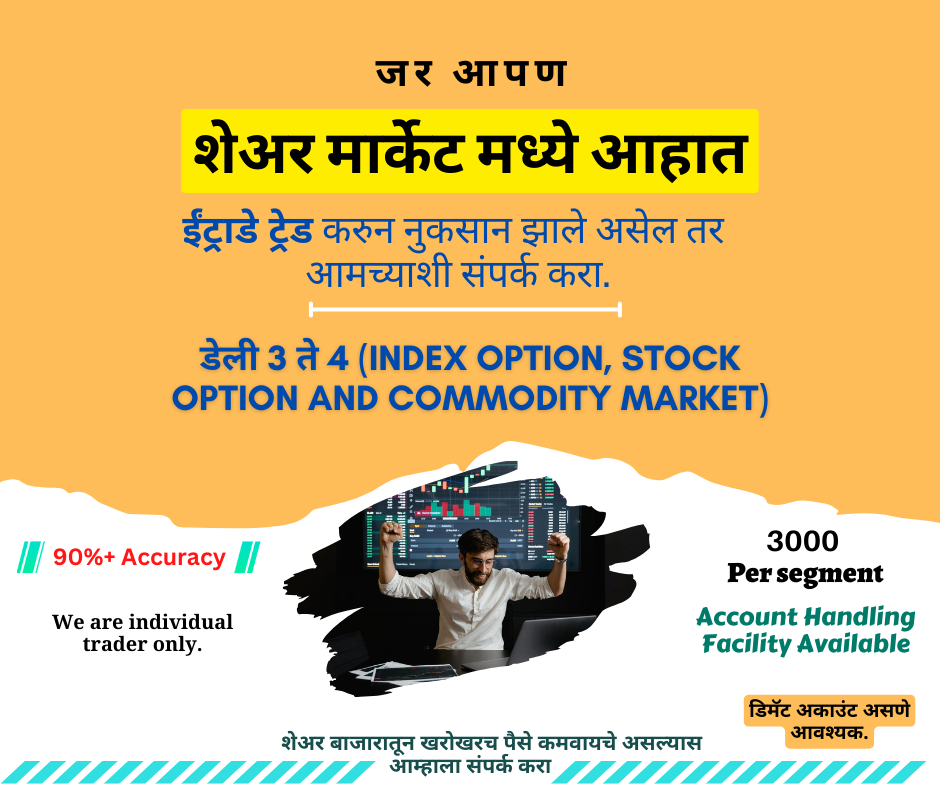 जर आपण
शेअर मार्केट मध्ये आहात
ईंट्राडे ट्रेड करुन नुकसान झाले असेल तर
आमच्याशी संपर्क करा.
डेली 3 ते 4 (INDEX OPTION, STOCK
OPTION AND COMMODITY MARKET)
90%+ Accuracy
We are individual
trader only.
3000
Per segment
Account Handling
Facility Available
डिमॅट अकाउंट असणे
आवश्यक.
शेअर बाजारातून खरोखरच पैसे कमवायचे असल्यास
आम्हाला संपर्क करा